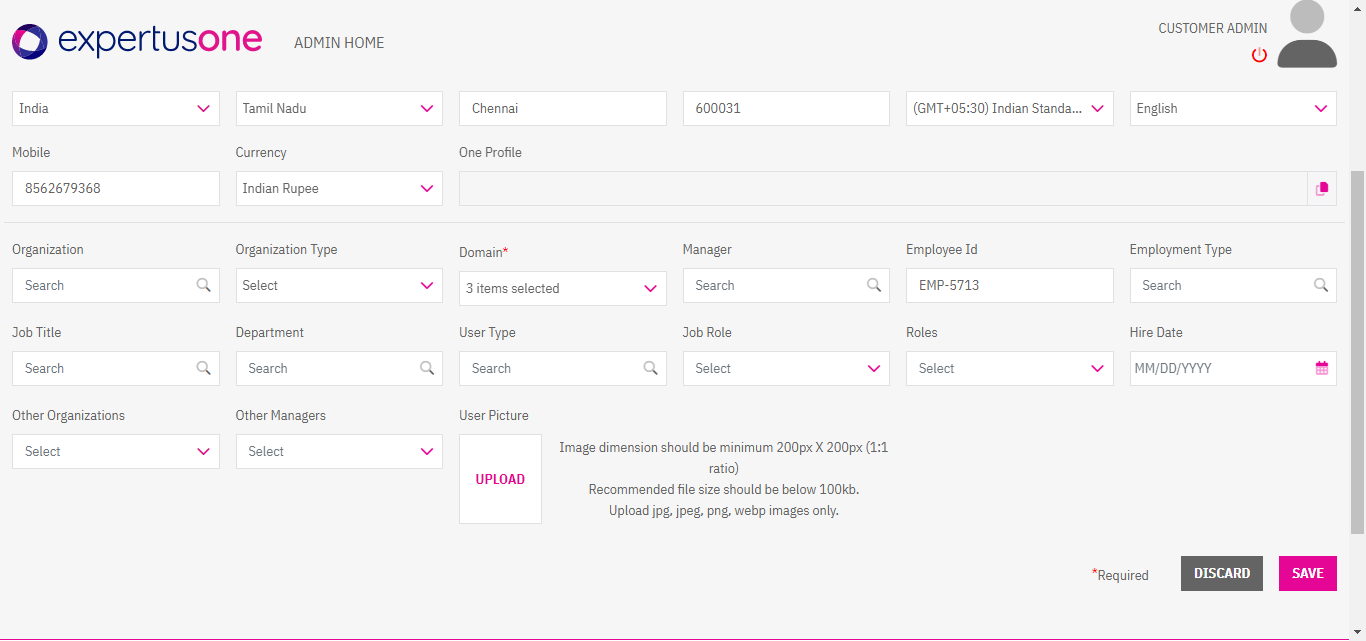 expertusone
ADMIN HOME
CUSTOMER ADMIN
India
Tamil Nadu
Chennai
600031
(GMT+05:30) Indian Standa...
English
Mobile
Currency
One Profile
8562679368
Indian Rupee
Organization
Organization Type
Domain*
Manager
Employee Id
Employment Type
Search
Select
3 items selected
Search
EMP-5713
Search
Job Title
Department
User Type
Job Role
Roles
Hire Date
Search
Search
Search
Select
Select
MM/DD/YYYY
Other Organizations
Other Managers
User Picture
Select
Select
UPLOAD
Image dimension should be minimum 200px X 200px (1:1
ratio)
Recommended file size should be below 100kb.
Upload jpg, jpeg, png, webp images only.
*Required
DISCARD
SAVE